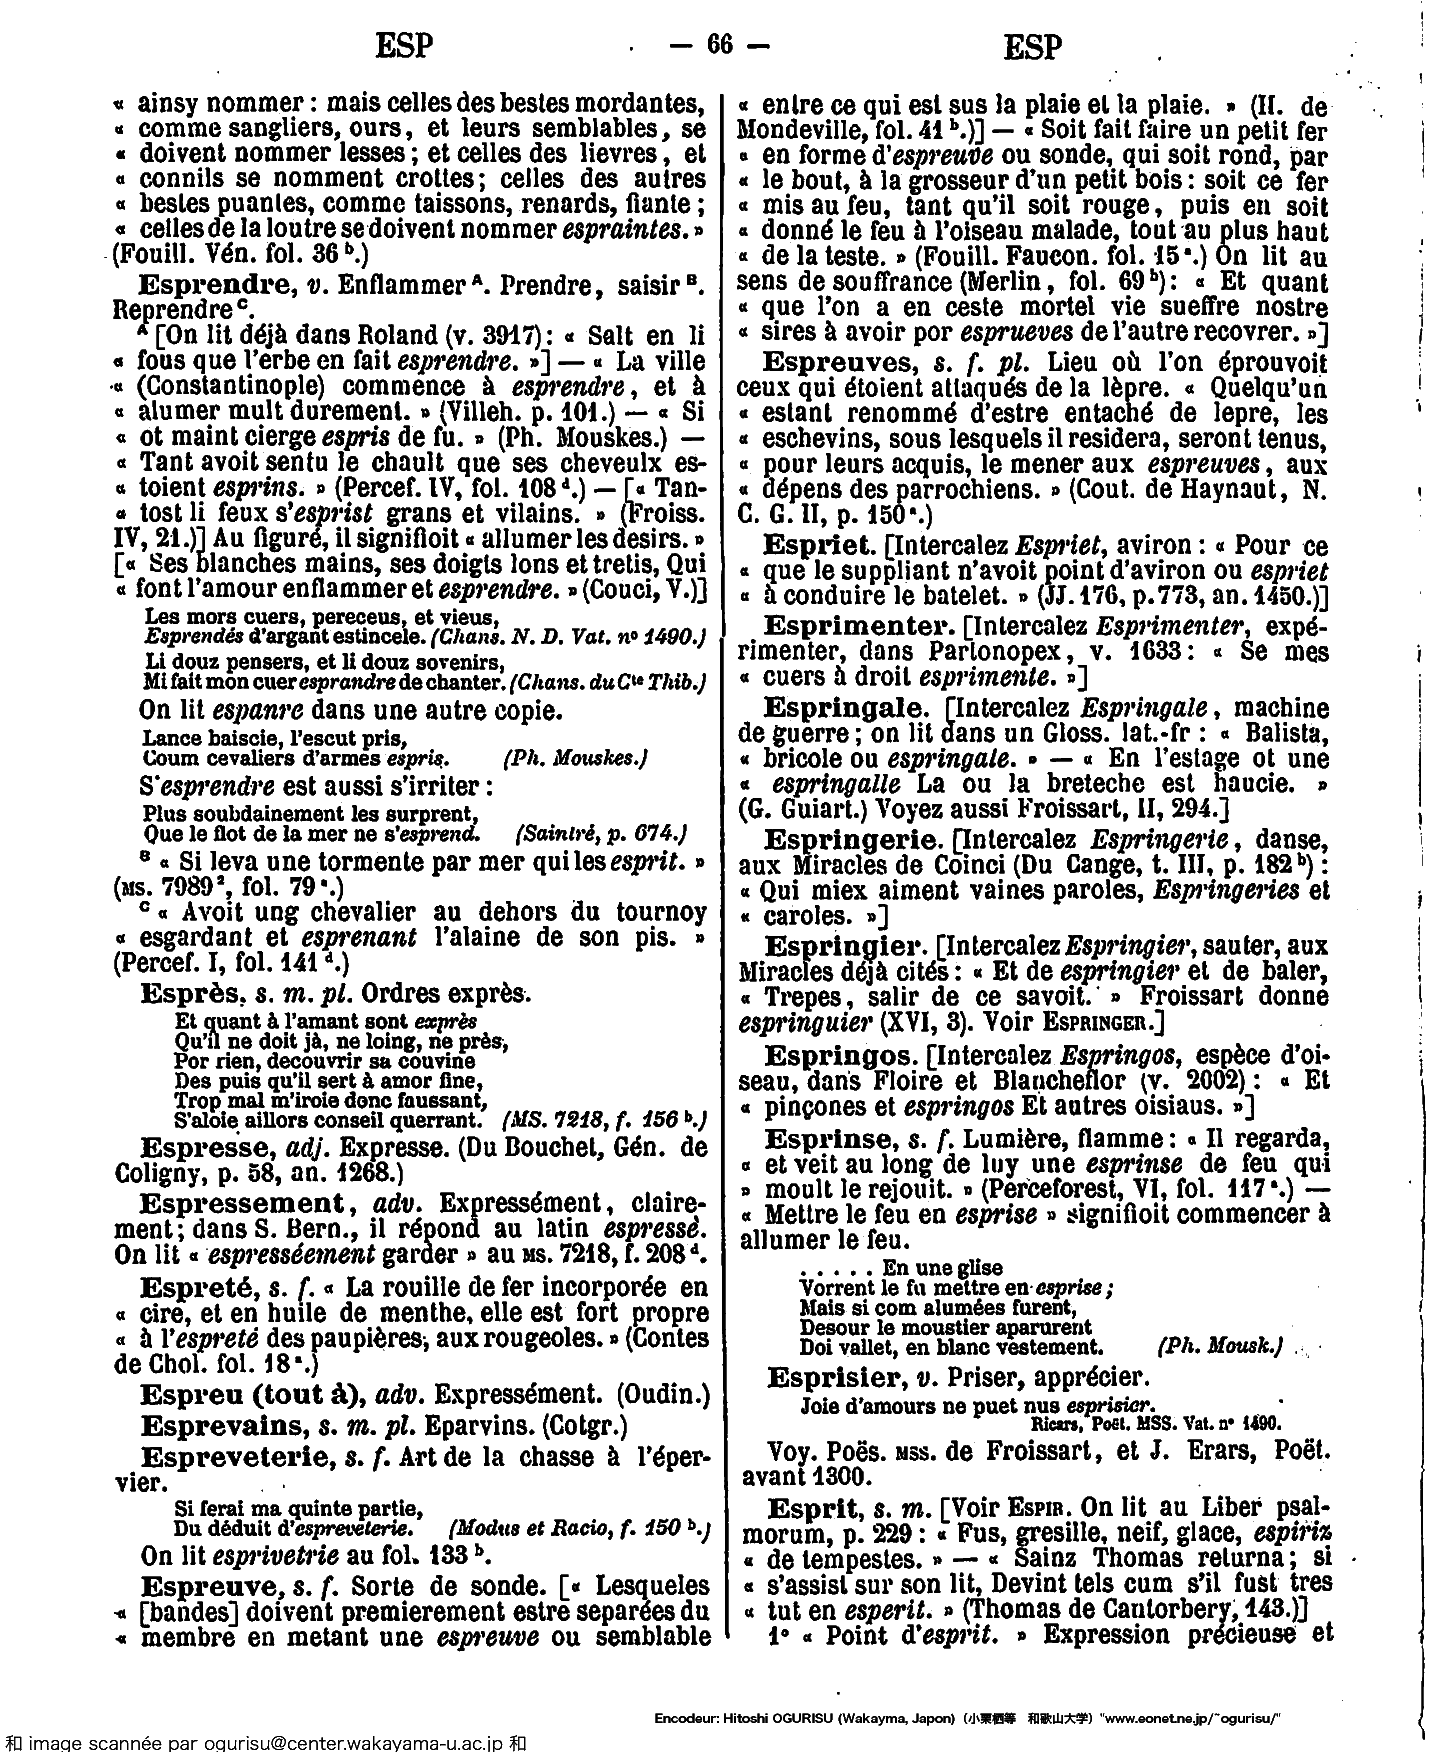 ESP — 66 — ESP
« ainsy nommer : mais celles des bestes mordantes,
« comme sangliers, ours, et leurs semblables, se
« doivent nommer lesses ; et celles des lievres, et
« connils se nomment crottes ; celles des autres
« bestes puantes, comme taissons, renards, fiante ;
« celles de la loutre se doivent nommer espraintes. »
(Fouill. Vén. fol. 36 b.)
Esprendre, v. Enflammer A. Prendre, saisir B.
Reprendre C.
A [On lit déjà dans Roland (v. 3917) : « Salt en li
« fous que l'erbe en fait esprendre. »] — « La ville
« (Constantinople) commence à esprendre, et à
« alumer mult durement. » (Villeh. p. 101.) — « Si
« ot maint cierge espris de fu. » (Ph. Mouskes.) —
« Tant avoit sentu le chault que ses cheveulx es-
« toient esprins. » (Percef. IV, fol. 108 d.) — [« Tan-
« tost li feux s'esprist grans et vilains. » (Froiss.
IV, 21.)] Au figuré, il signifioit « allumer les desirs. »
[« Ses blanches mains, ses doigts lons et tretis, Qui
« font l'amour enflammer et esprendre. » (Couci, V.)]
Les mors cuers, pereceus, et vieus,
Esprendés d'argant estincele. (Chans. N. D. Vat. nº 1490.)
Li douz pensers, et li douz sovenirs,
Mi fait mon cuer esprandre de chanter. (Chans. du Cte Thib.)
On lit espanre dans une autre copie.
Lance baiscie, l'escut pris,
Coum cevaliers d'armes espris. (Ph. Mouskes.)
S'esprendre est aussi s'irriter :
Plus soubdainement les surprent,
Que le flot de la mer ne s'esprend. (Saintré, p. 674.)
B « Si leva une tormente par mer qui les esprit. »
(MS. 7989 2, fol. 79 a.)
C « Avoit ung chevalier au dehors du tournoy
« esgardant et esprenant l'alaine de son pis. »
(Percef. I, fol. 141 d.)
Esprès, s. m. pl. Ordres exprès.
Et quant à l'amant sont exprès
Qu'il ne doit jà, ne loing, ne près,
Por rien, decouvrir sa couvine
Des puis qu'il sert à amor fine,
Trop mal m'iroie donc faussant,
S'aloie aillors conseil querrant. (MS. 7218, f. 156 b.)
Espresse, adj. Expresse. (Du Bouchet, Gén. de
Coligny, p. 58, an. 1268.)
Espressement, adv. Expressément, claire-
ment ; dans S. Bern., il répond au latin espressè.
On lit « espresséement garder » au MS. 7218, f. 208 d.
Espreté, s. f. « La rouille de fer incorporée en
« cire, et en huile de menthe, elle est fort propre
« à l'espreté des paupières, aux rougeoles. » (Contes
de Chol. fol. 18 a.)
Espreu (tout à), adv. Expressément. (Oudin.)
Esprevains, s. m. pl. Eparvins. (Cotgr.)
Espreveterie, s. f. Art de la chasse à l'éper-
vier.
Si ferai ma quinte partie,
Du déduit d'espreveterie. (Modus et Racio, f. 150 b.)
On lit esprivetrie au fol. 133 b.
Espreuve, s. f. Sorte de sonde. [« Lesqueles
« [bandes] doivent premierement estre separées du
« membre en metant une espreuve ou semblable
« entre ce qui est sus la plaie et la plaie. » (H. de
Mondeville, fol. 41 b.)] — « Soit fait faire un petit fer
« en forme d'espreuve ou sonde, qui soit rond, par
« le bout, à la grosseur d'un petit bois : soit ce fer
« mis au feu, tant qu'il soit rouge, puis en soit
« donné le feu à l'oiseau malade, tout au plus haut
« de la teste. » (Fouill. Faucon. fol. 15 a.) On lit au
sens de souffrance (Merlin, fol. 69 b) : « Et quant
« que l'on a en ceste mortel vie sueffre nostre
« sires à avoir por esprueves de l'autre recovrer. »]
Espreuves, s. f. pl. Lieu où l'on éprouvoit
ceux qui étoient attaqués de la lèpre. « Quelqu'un
« estant renommé d'estre entaché de lepre, les
« eschevins, sous lesquels il residera, seront tenus,
« pour leurs acquis, le mener aux espreuves, aux
« dépens des parrochiens. » (Cout. de Haynaut, N.
C. G. II, p. 150 a.)
Espriet. [Intercalez Espriet, aviron : « Pour ce
« que le suppliant n'avoit point d'aviron ou espriet
« à conduire le batelet. » (JJ. 176, p. 773, an. 1450.)]
Esprimenter. [Intercalez Esprimenter, expé-
rimenter, dans Partonopex, v. 1633 : « Se mes
« cuers à droit esprimente. »]
Espringale. [Intercalez Espringale, machine
de guerre ; on lit dans un Gloss. lat.-fr : « Balista,
« bricole ou espringale. » — « En l'estage ot une
« espringalle La ou la breteche est haucie. »
(G. Guiart.) Voyez aussi Froissart, II, 294.]
Espringerie. [Intercalez Espringerie, danse,
aux Miracles de Coinci (Du Cange, t. III, p. 182 b) :
« Qui miex aiment vaines paroles, Espringeries et
« caroles. »]
Espringier. [Intercalez Espringier, sauter, aux
Miracles déjà cités : « Et de espringier et de baler,
« Trepes, salir de ce savoit. » Froissart donne
espringuier (XVI, 3). Voir ESPRINGER.]
Espringos. [Intercalez Espringos, espèce d'oi-
seau, dans Floire et Blancheflor (v. 2002) : « Et
« pinçones et espringos Et autres oisiaus. »]
Esprinse, s. f. Lumière, flamme : « Il regarda,
« et veit au long de luy une esprinse de feu qui
» moult le rejouit. » (Perceforest, VI, fol. 117 a.) —
« Mettre le feu en esprise » signifioit commencer à
allumer le feu.
. . . . . En une glise
Vorrent le fu mettre en esprise ;
Mais si com alumées furent,
Desour le moustier aparurent
Doi vallet, en blanc vestement. (Ph. Mousk.)
Esprisier, v. Priser, apprécier.
Joie d'amours ne puet nus esprisier.
Ricars, Poët. MSS. Vat. nº 1490.
Voy. Poës. MSS. de Froissart, et J. Erars, Poët.
avant 1300.
Esprit, s. m. [Voir ESPIR. On lit au Liber psal-
morum, p. 229 : « Fus, gresille, neif, glace, espiriz
« de tempestes. » — « Sainz Thomas returna ; si
« s'assist sur son lit, Devint tels cum s'il fust tres
« tut en esperit. » (Thomas de Cantorbery, 143.)]
1º « Point d'esprit. » Expression précieuse et
Encodeur: Hitoshi OGURISU (Wakayma, Japon) (小栗栖等 和歌山大学) "www.eonet.ne.jp/~ogurisu/"
和 image scannée par ogurisu@center.wakayama-u.ac.jp 和